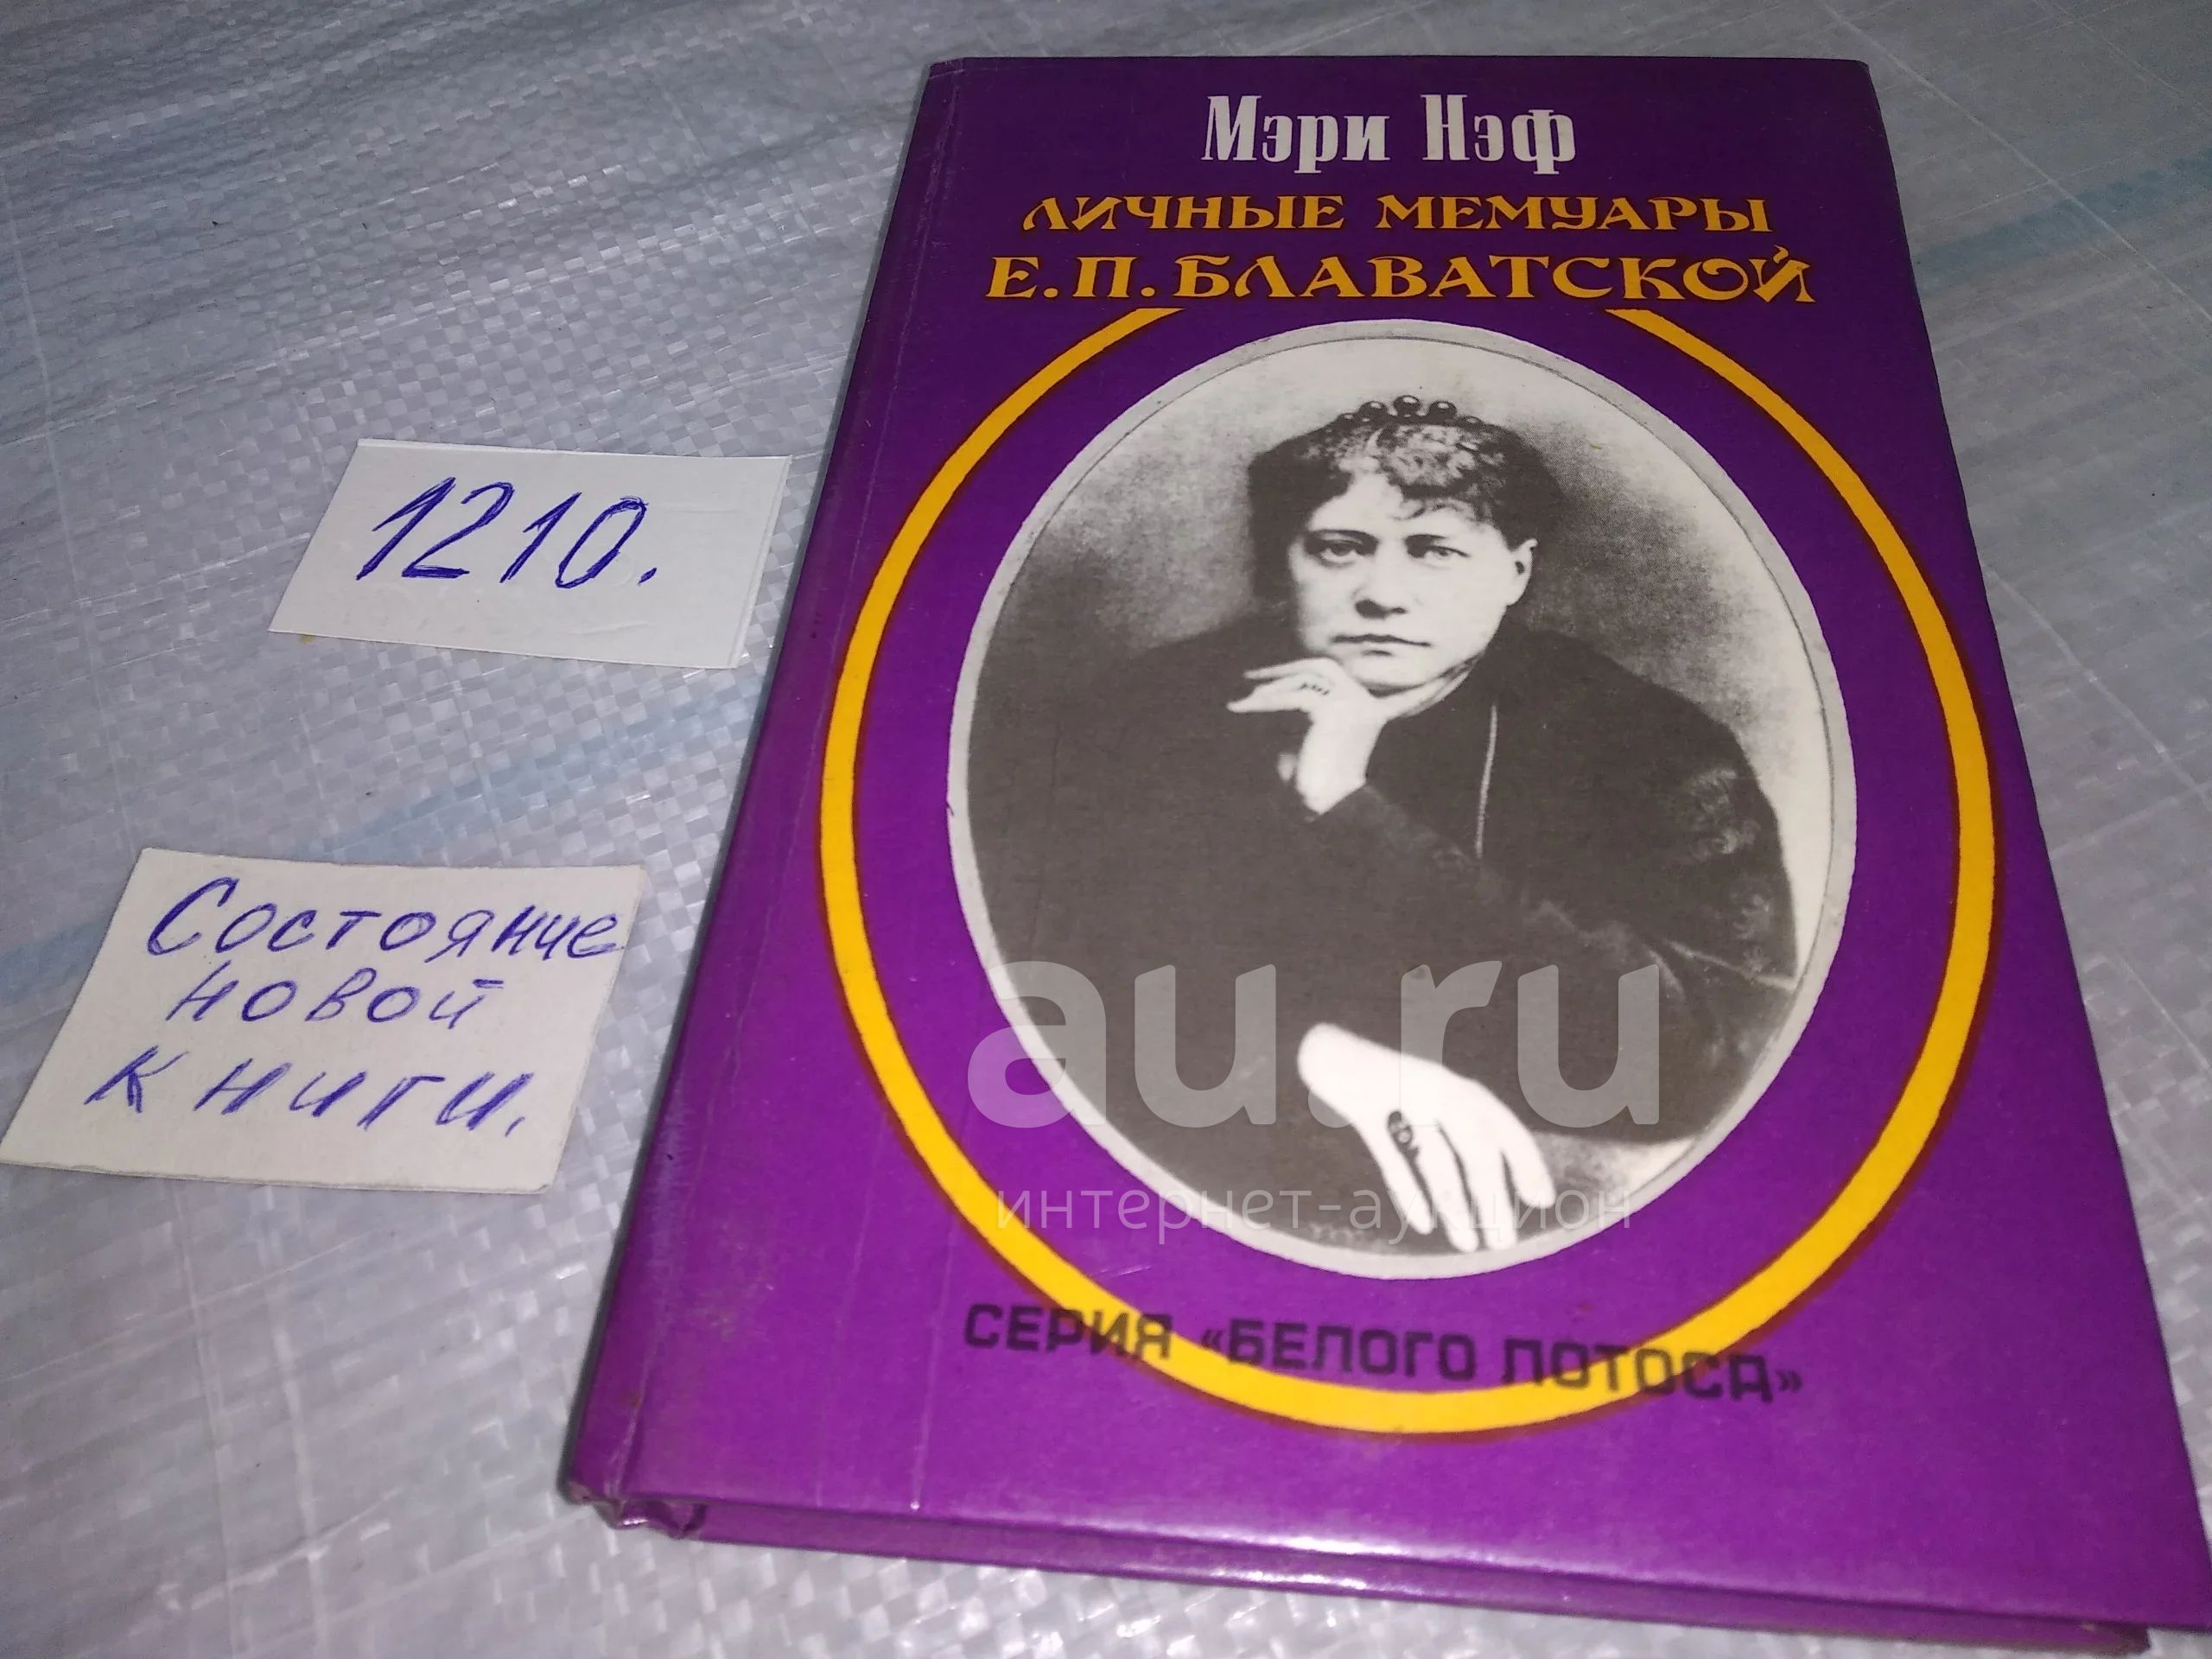 Мэри Нэф
ЛИЧНЫЕ МЕМУАРЫ
Е.П.БЛАВАТСКОЙ
1210.
Состояние
новой
книги.
au.ru
интернет-аукцион
СЕРИЯ «БЕЛОГО ЛОТОСА»